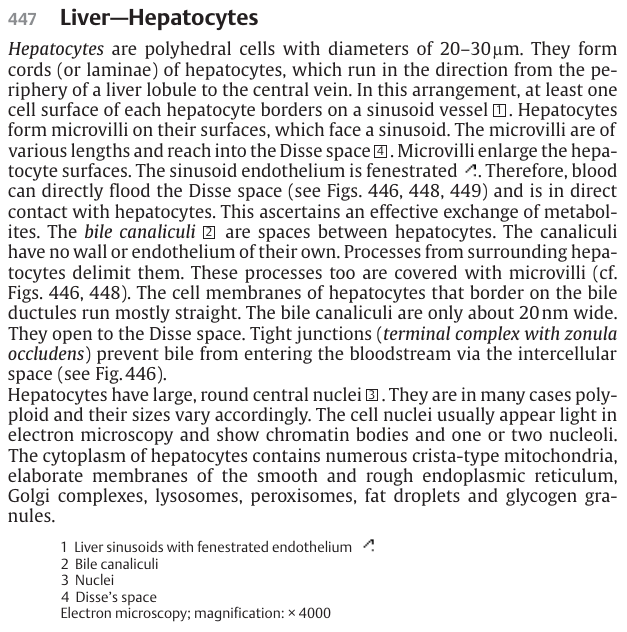 447 Liver—Hepatocytes
Hepatocytes are polyhedral cells with diameters of 20–30 µm. They form
cords (or laminae) of hepatocytes, which run in the direction from the pe-
riphery of a liver lobule to the central vein. In this arrangement, at least one
cell surface of each hepatocyte borders on a sinusoid vessel 1. Hepatocytes
form microvilli on their surfaces, which face a sinusoid. The microvilli are of
various lengths and reach into the Disse space 4. Microvilli enlarge the hepa-
tocyte surfaces. The sinusoid endothelium is fenestrated. Therefore, blood
can directly flood the Disse space (see Figs. 446, 448, 449) and is in direct
contact with hepatocytes. This ascertains an effective exchange of metabol-
ites. The bile canaliculi 2 are spaces between hepatocytes. The canaliculi
have no wall or endothelium of their own. Processes from surrounding hepa-
tocytes delimit them. These processes too are covered with microvilli (cf.
Figs. 446, 448). The cell membranes of hepatocytes that border on the bile
ductules run mostly straight. The bile canaliculi are only about 20 nm wide.
They open to the Disse space. Tight junctions (terminal complex with zonula
occludens) prevent bile from entering the bloodstream via the intercellular
space (see Fig. 446).
Hepatocytes have large, round central nuclei 3. They are in many cases poly-
ploid and their sizes vary accordingly. The cell nuclei usually appear light in
electron microscopy and show chromatin bodies and one or two nucleoli.
The cytoplasm of hepatocytes contains numerous crista-type mitochondria,
elaborate membranes of the smooth and rough endoplasmic reticulum,
Golgi complexes, lysosomes, peroxisomes, fat droplets and glycogen gra-
nules.
1 Liver sinusoids with fenestrated endothelium
2 Bile canaliculi
3 Nuclei
4 Disse's space
Electron microscopy; magnification: × 4000